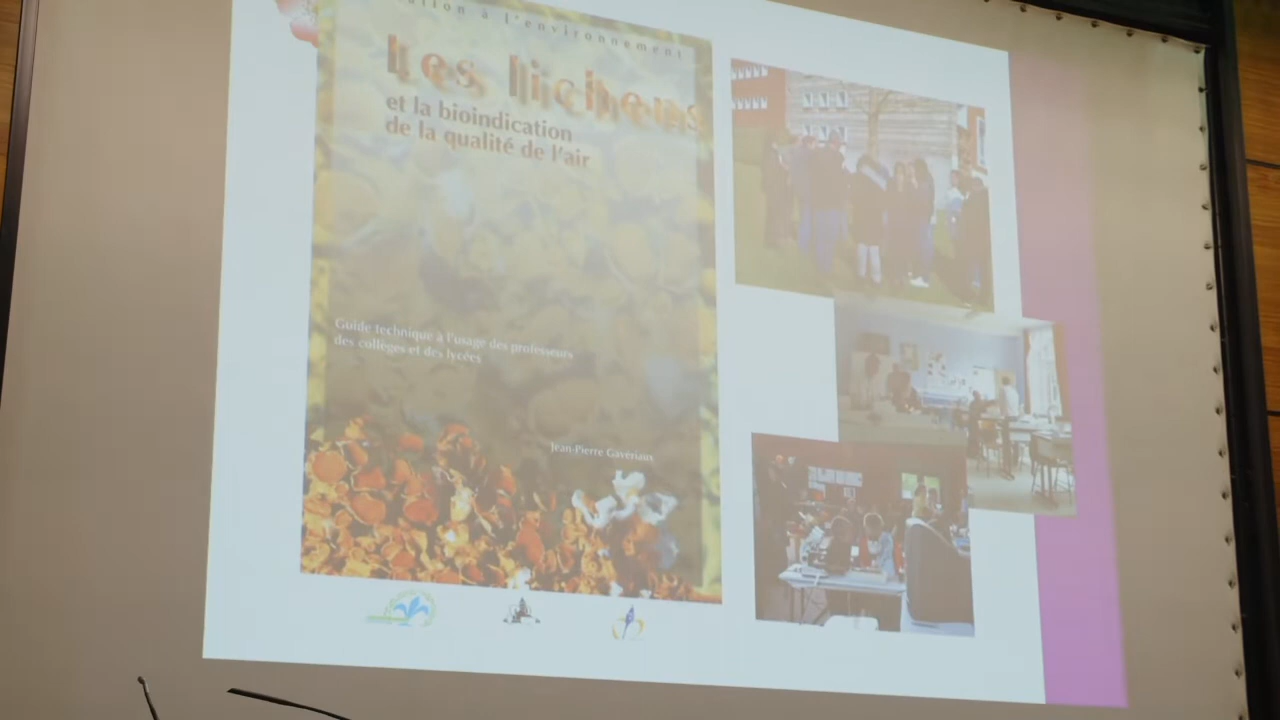 à l'environnement
Les lichens
et la bioindication
de la qualité de l'air
Guide technique à l'usage des professeurs
des collèges et des lycées
Jean-Pierre Gavériaux